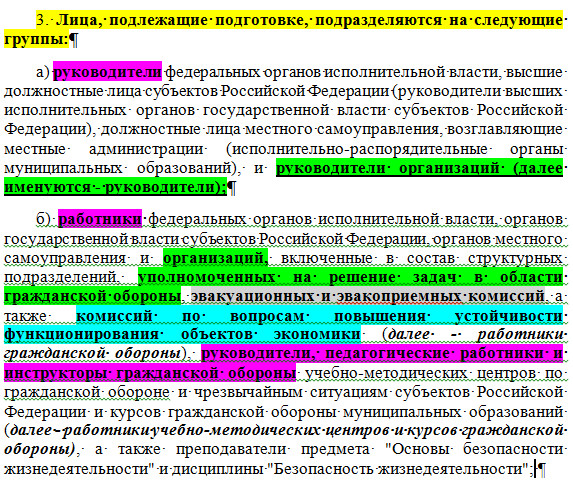 3. Лица, подлежащие подготовке, подразделяются на следующие
группы:¶
а) руководители федеральных органов исполнительной власти, высшие
должностные лица субъектов Российской Федерации (руководители высших
исполнительных органов государственной власти субъектов Российской
Федерации), должностные лица местного самоуправления, возглавляющие
местные администрации (исполнительно-распорядительные органы
муниципальных образований), и руководители организаций (далее
именуются - руководители);¶
б) работники федеральных органов исполнительной власти, органов
государственной власти субъектов Российской Федерации, органов местного
самоуправления и организаций, включенные в состав структурных
подразделений, уполномоченных на решение задач в области
гражданской обороны, эвакуационных и эвакоприемных комиссий, а
также комиссий по вопросам повышения устойчивости
функционирования объектов экономики (далее - работники
гражданской обороны), руководители, педагогические работники и
инструкторы гражданской обороны учебно-методических центров по
гражданской обороне и чрезвычайным ситуациям субъектов Российской
Федерации и курсов гражданской обороны муниципальных образований
(далее - работники учебно-методических центров и курсов гражданской
обороны), а также преподаватели предмета "Основы безопасности
жизнедеятельности" и дисциплины "Безопасность жизнедеятельности";¶